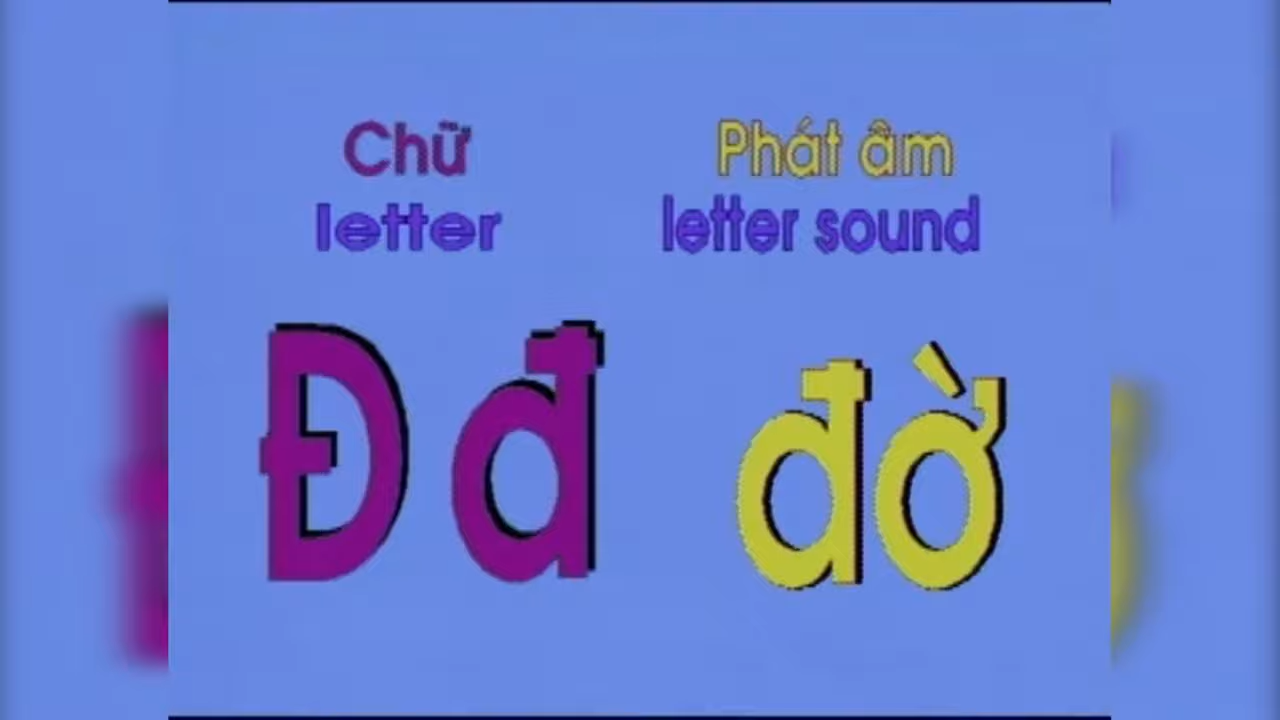 Chữ
letter
Phát âm
letter sound
Đ đ
đờ